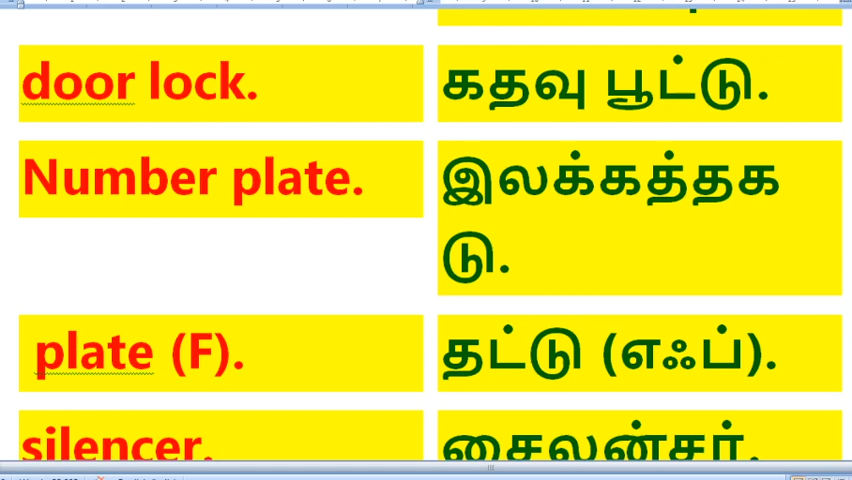 door lock.
கதவு பூட்டு.
Number plate.
இலக்கத்தக
டு.
plate (F).
தட்டு (எஃப்).
silencer.
சைலன்சர்.